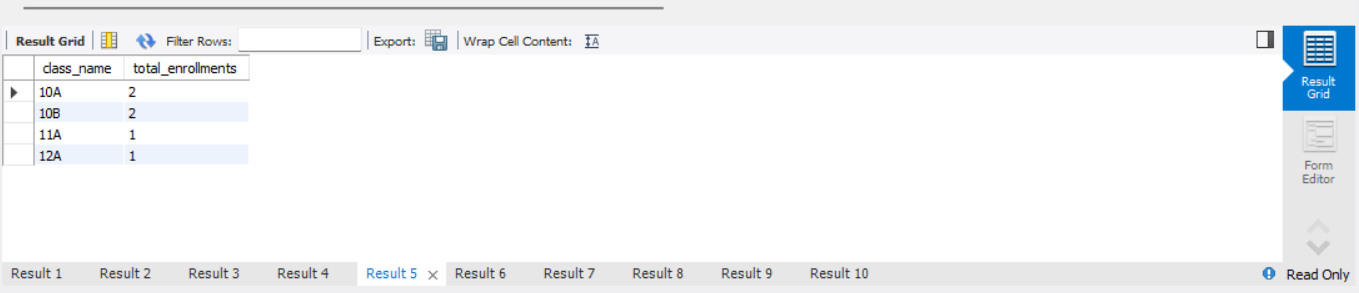 Result Grid Filter Rows: Export: Wrap Cell Content: IA
class_name total_enrollments
10A 2
10B 2
11A 1
12A 1
Result Grid
Form Editor
Result 1 Result 2 Result 3 Result 4 Result 5 × Result 6 Result 7 Result 8 Result 9 Result 10 Read Only